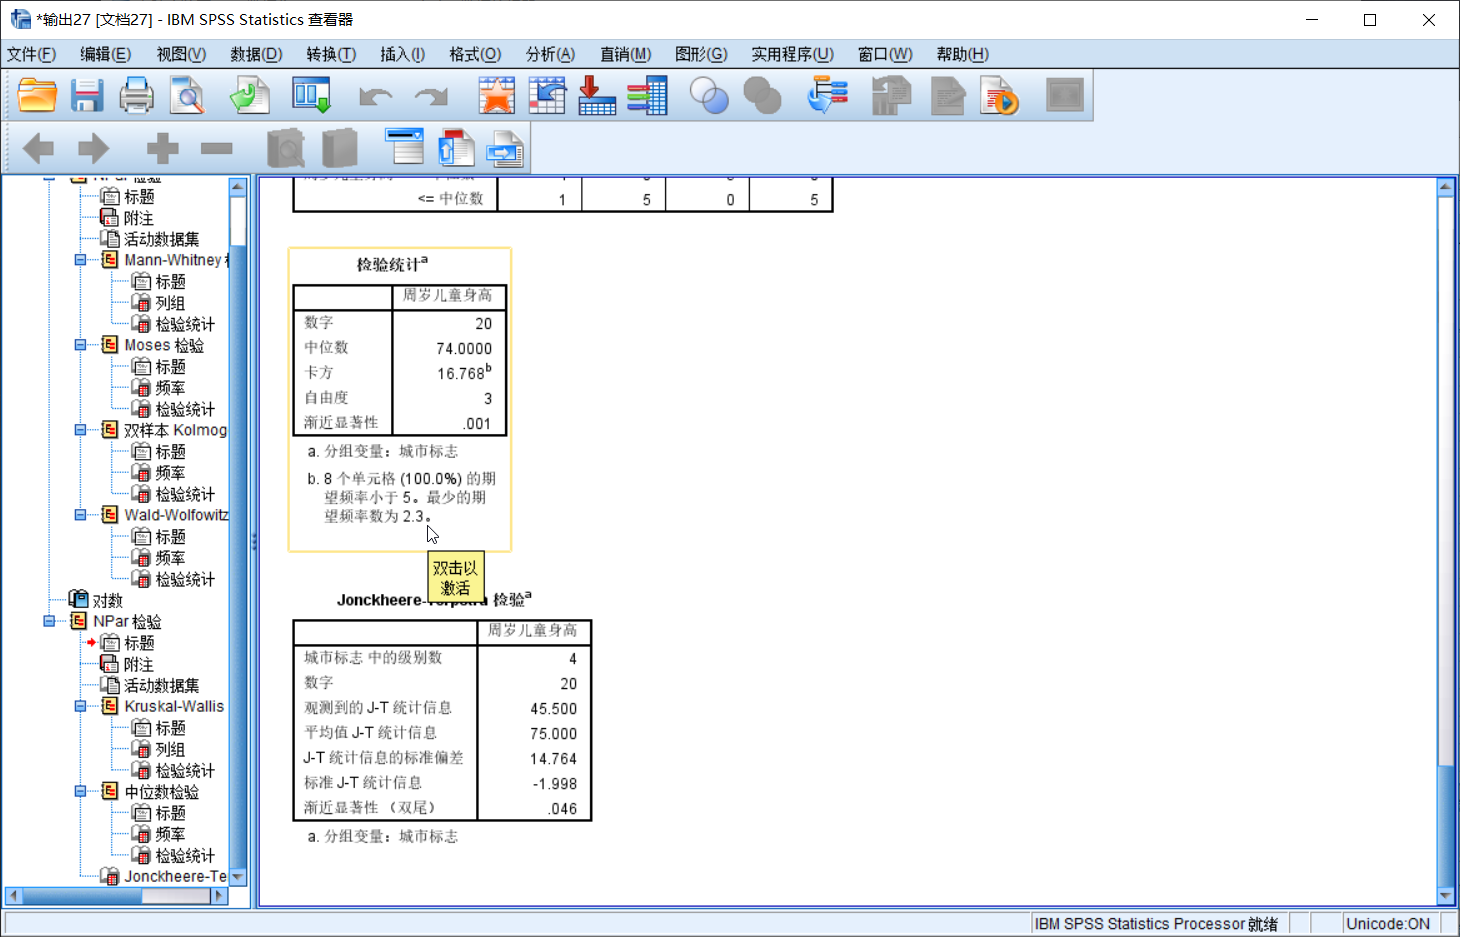 *输出27 [文档27] - IBM SPSS Statistics 查看器
文件(F) 编辑(E) 视图(V) 数据(D) 转换(T) 插入(I) 格式(O) 分析(A) 直销(M) 图形(G) 实用程序(U) 窗口(W) 帮助(H)
NPar 检验
标题
附注
活动数据集
Mann-Whitney
标题
列组
检验统计
Moses 检验
标题
频率
检验统计
双样本 Kolmog
标题
频率
检验统计
Wald-Wolfowitz
标题
频率
检验统计
对数
NPar 检验
标题
附注
活动数据集
Kruskal-Wallis
标题
列组
检验统计
中位数检验
标题
频率
检验统计
Jonckheere-Te
<= 中位数 1 5 0 5
检验统计a
周岁儿童身高
数字 20
中位数 74.0000
卡方 16.768b
自由度 3
渐近显著性 .001
a. 分组变量：城市标志
b. 8 个单元格 (100.0%) 的期
望频率小于 5。最少的期
望频率数为 2.3。
双击以
激活
Jonckheere-Terpstra 检验a
周岁儿童身高
城市标志 中的级别数 4
数字 20
观测到的 J-T 统计信息 45.500
平均值 J-T 统计信息 75.000
J-T 统计信息的标准偏差 14.764
标准 J-T 统计信息 -1.998
渐近显著性 （双尾） .046
a. 分组变量：城市标志
IBM SPSS Statistics Processor 就绪 Unicode:ON